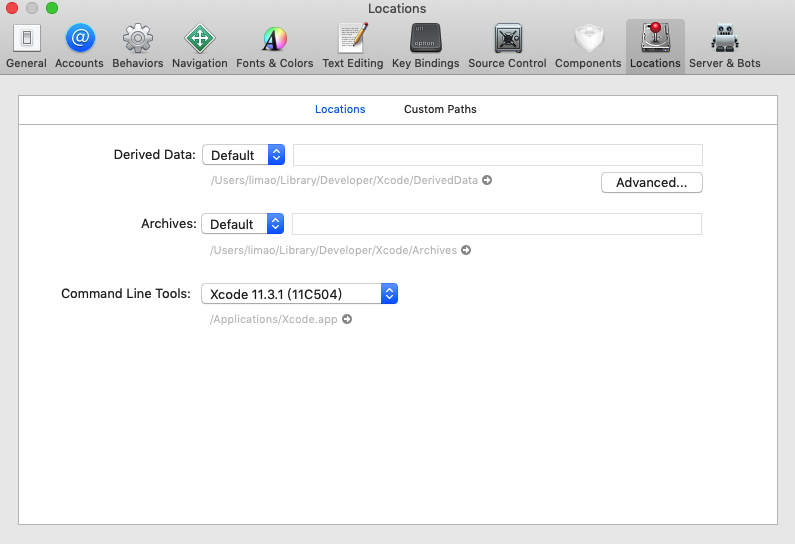 Locations
General Accounts Behaviors Navigation Fonts & Colors Text Editing Key Bindings Source Control Components Locations Server & Bots
Locations Custom Paths
Derived Data: Default
/Users/limao/Library/Developer/Xcode/DerivedData
Advanced...
Archives: Default
/Users/limao/Library/Developer/Xcode/Archives
Command Line Tools: Xcode 11.3.1 (11C504)
/Applications/Xcode.app